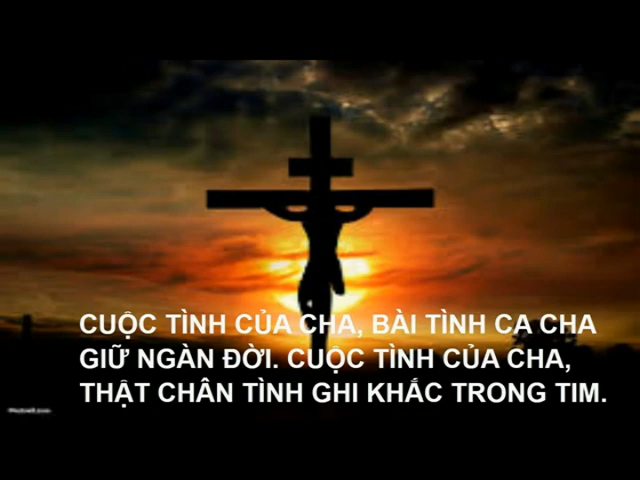 CUỘC TÌNH CỦA CHA, BÀI TÌNH CA CHA
GIỮ NGÀN ĐỜI. CUỘC TÌNH CỦA CHA,
THẬT CHÂN TÌNH GHI KHẮC TRONG TIM.